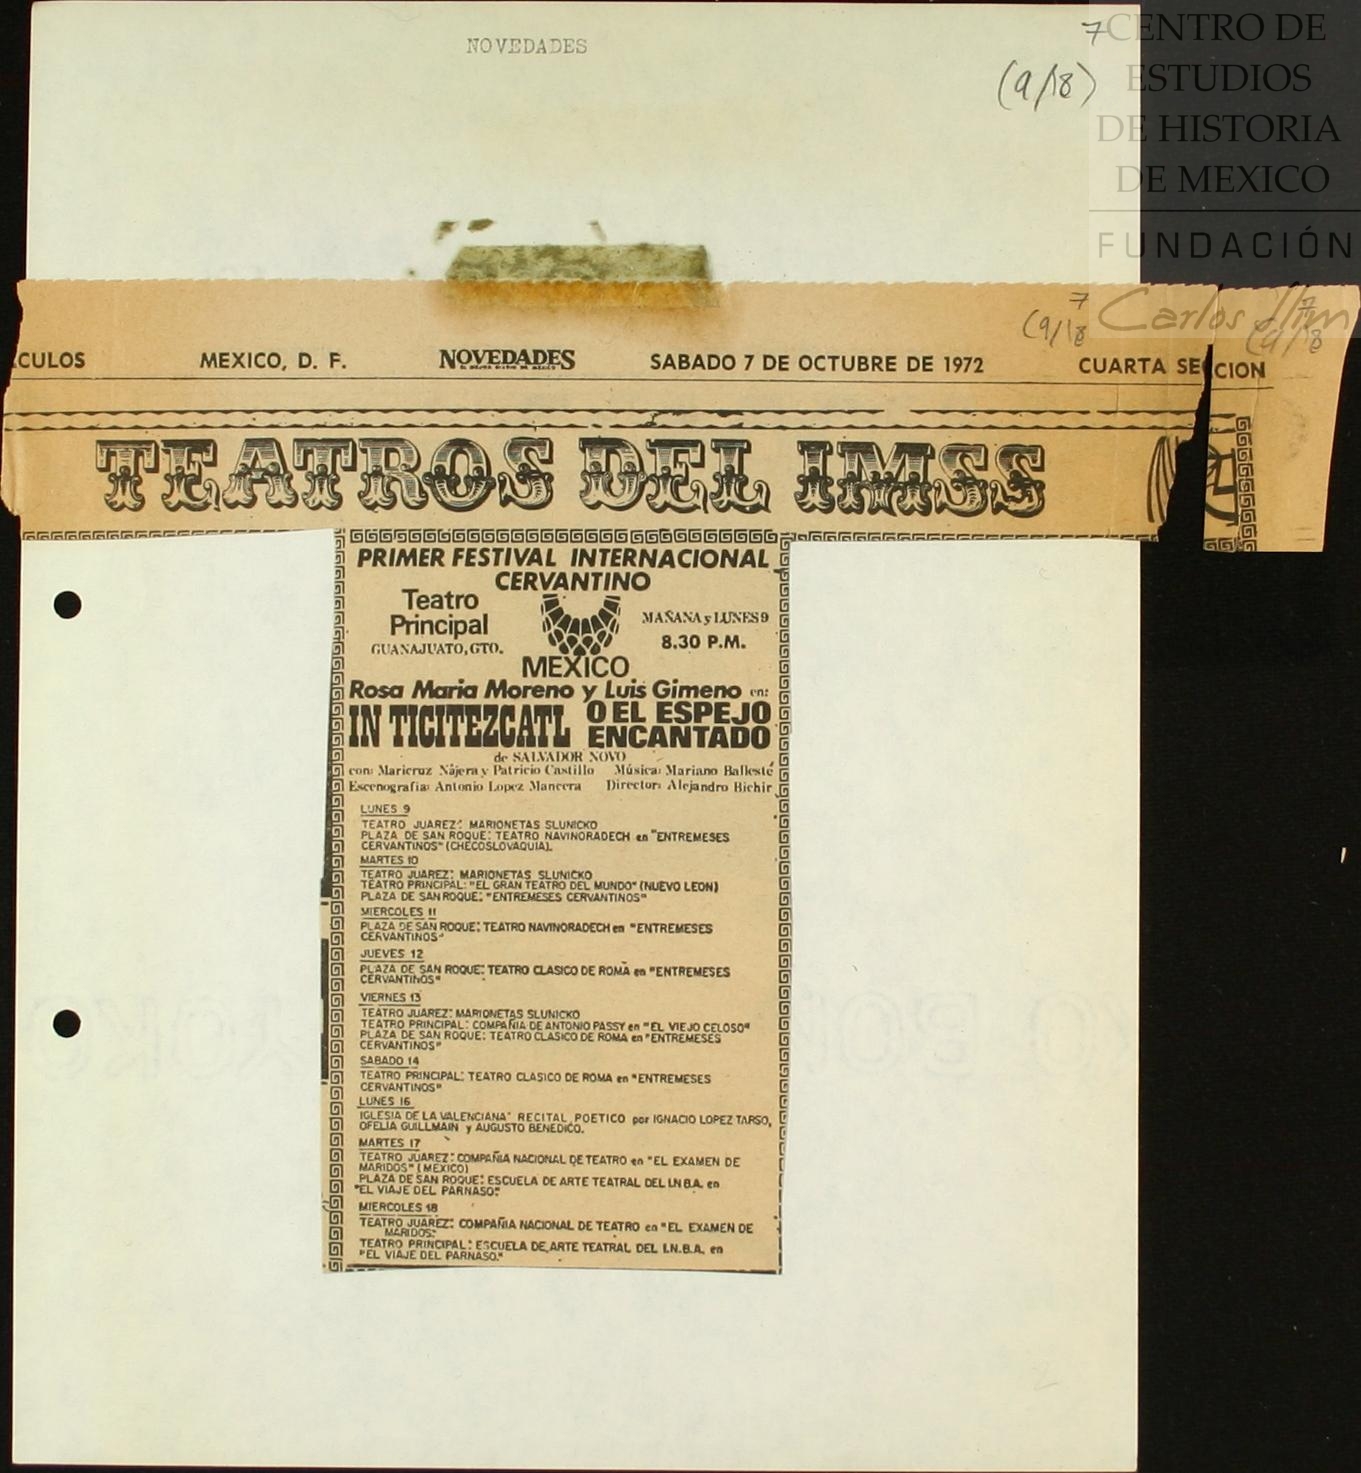 NOVEDADES
7
(9/18)
CENTRO DE
ESTUDIOS
DE HISTORIA
DE MEXICO
FUNDACIÓN
Carlos Slim
7
(9/18
7
(9/18
CULOS MEXICO, D. F. NOVEDADES SABADO 7 DE OCTUBRE DE 1972 CUARTA SECCION
TEATROS DEL IMSS
PRIMER FESTIVAL INTERNACIONAL
CERVANTINO
Teatro
Principal
GUANAJUATO, GTO.
MAÑANA y LUNES 9
8.30 P.M.
MEXICO
Rosa Maria Moreno y Luis Gimeno en:
IN TICITEZCATL O EL ESPEJO
ENCANTADO
de SALVADOR NOVO
con: Maricruz Nájera y Patricio Castillo Música: Mariano Ballesté
Escenografía: Antonio Lopez Mancera Director: Alejandro Bichir
LUNES 9
TEATRO JUAREZ: MARIONETAS SLUNICKO
PLAZA DE SAN ROQUE: TEATRO NAVINORADECH en "ENTREMESES
CERVANTINOS" (CHECOSLOVAQUIA).
MARTES 10
TEATRO JUAREZ: MARIONETAS SLUNICKO
TEATRO PRINCIPAL: "EL GRAN TEATRO DEL MUNDO" (NUEVO LEON)
PLAZA DE SAN ROQUE: "ENTREMESES CERVANTINOS"
MIERCOLES 11
PLAZA DE SAN ROQUE: TEATRO NAVINORADECH en "ENTREMESES
CERVANTINOS"
JUEVES 12
PLAZA DE SAN ROQUE: TEATRO CLASICO DE ROMA en "ENTREMESES
CERVANTINOS"
VIERNES 13
TEATRO JUAREZ: MARIONETAS SLUNICKO
TEATRO PRINCIPAL: COMPAÑIA DE ANTONIO PASSY en "EL VIEJO CELOSO"
PLAZA DE SAN ROQUE: TEATRO CLASICO DE ROMA en "ENTREMESES
CERVANTINOS"
SABADO 14
TEATRO PRINCIPAL: TEATRO CLASICO DE ROMA en "ENTREMESES
CERVANTINOS"
LUNES 16
IGLESIA DE LA VALENCIANA: RECITAL POETICO por IGNACIO LOPEZ TARSO,
OFELIA GUILLMAIN y AUGUSTO BENEDICO.
MARTES 17
TEATRO JUAREZ: COMPAÑIA NACIONAL DE TEATRO en "EL EXAMEN DE
MARIDOS" (MEXICO)
PLAZA DE SAN ROQUE: ESCUELA DE ARTE TEATRAL DEL I.N.B.A. en
"EL VIAJE DEL PARNASO."
MIERCOLES 18
TEATRO JUAREZ: COMPAÑIA NACIONAL DE TEATRO en "EL EXAMEN DE
MARIDOS."
TEATRO PRINCIPAL: ESCUELA DE ARTE TEATRAL DEL I.N.B.A. en
"EL VIAJE DEL PARNASO."